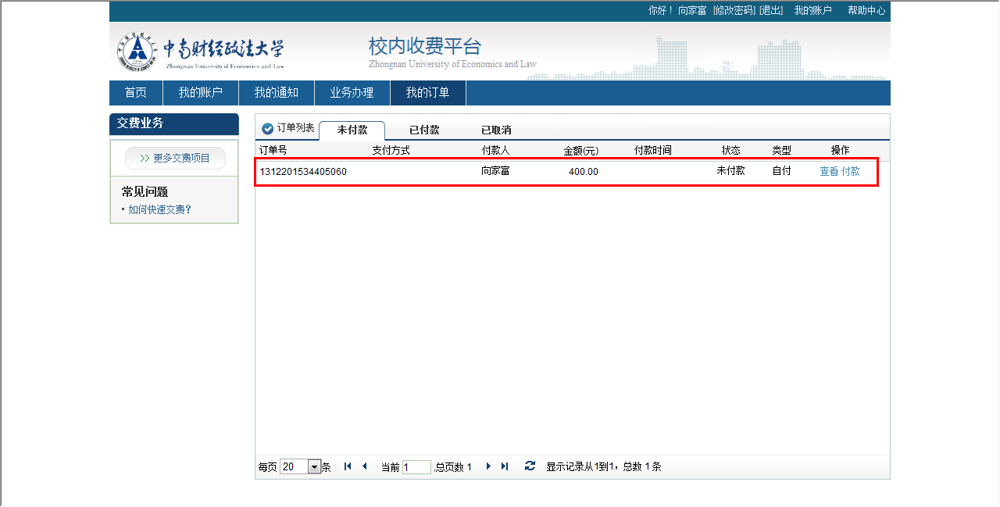 你好！ 向家富 [修改密码] [退出] 我的账户 帮助中心
中南财经政法大学
Zhongnan University of Economics and Law
校内收费平台
Zhongnan University of Economics and Law
首页 我的账户 我的通知 业务办理 我的订单
交费业务
更多交费项目
常见问题
如何快速交费?
订单列表 未付款 已付款 已取消
订单号 支付方式 付款人 金额(元) 付款时间 状态 类型 操作
1312201534405060 向家富 400.00 未付款 自付 查看 付款
每页 20 条 当前 1 总页数 1 显示记录从1到1，总数 1 条